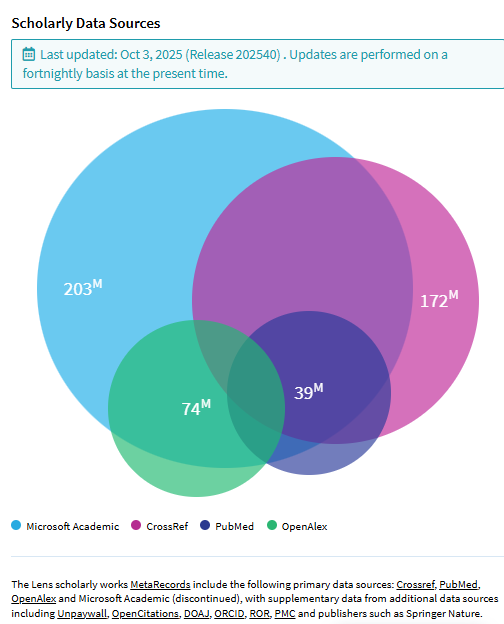 Scholarly Data Sources
Last updated: Oct 3, 2025 (Release 202540) . Updates are performed on a
fortnightly basis at the present time.
203M
172M
39M
74M
Microsoft Academic CrossRef PubMed OpenAlex
The Lens scholarly works MetaRecords include the following primary data sources: Crossref, PubMed,
OpenAlex and Microsoft Academic (discontinued), with supplementary data from additional data sources
including Unpaywall, OpenCitations, DOAJ, ORCID, ROR, PMC and publishers such as Springer Nature.